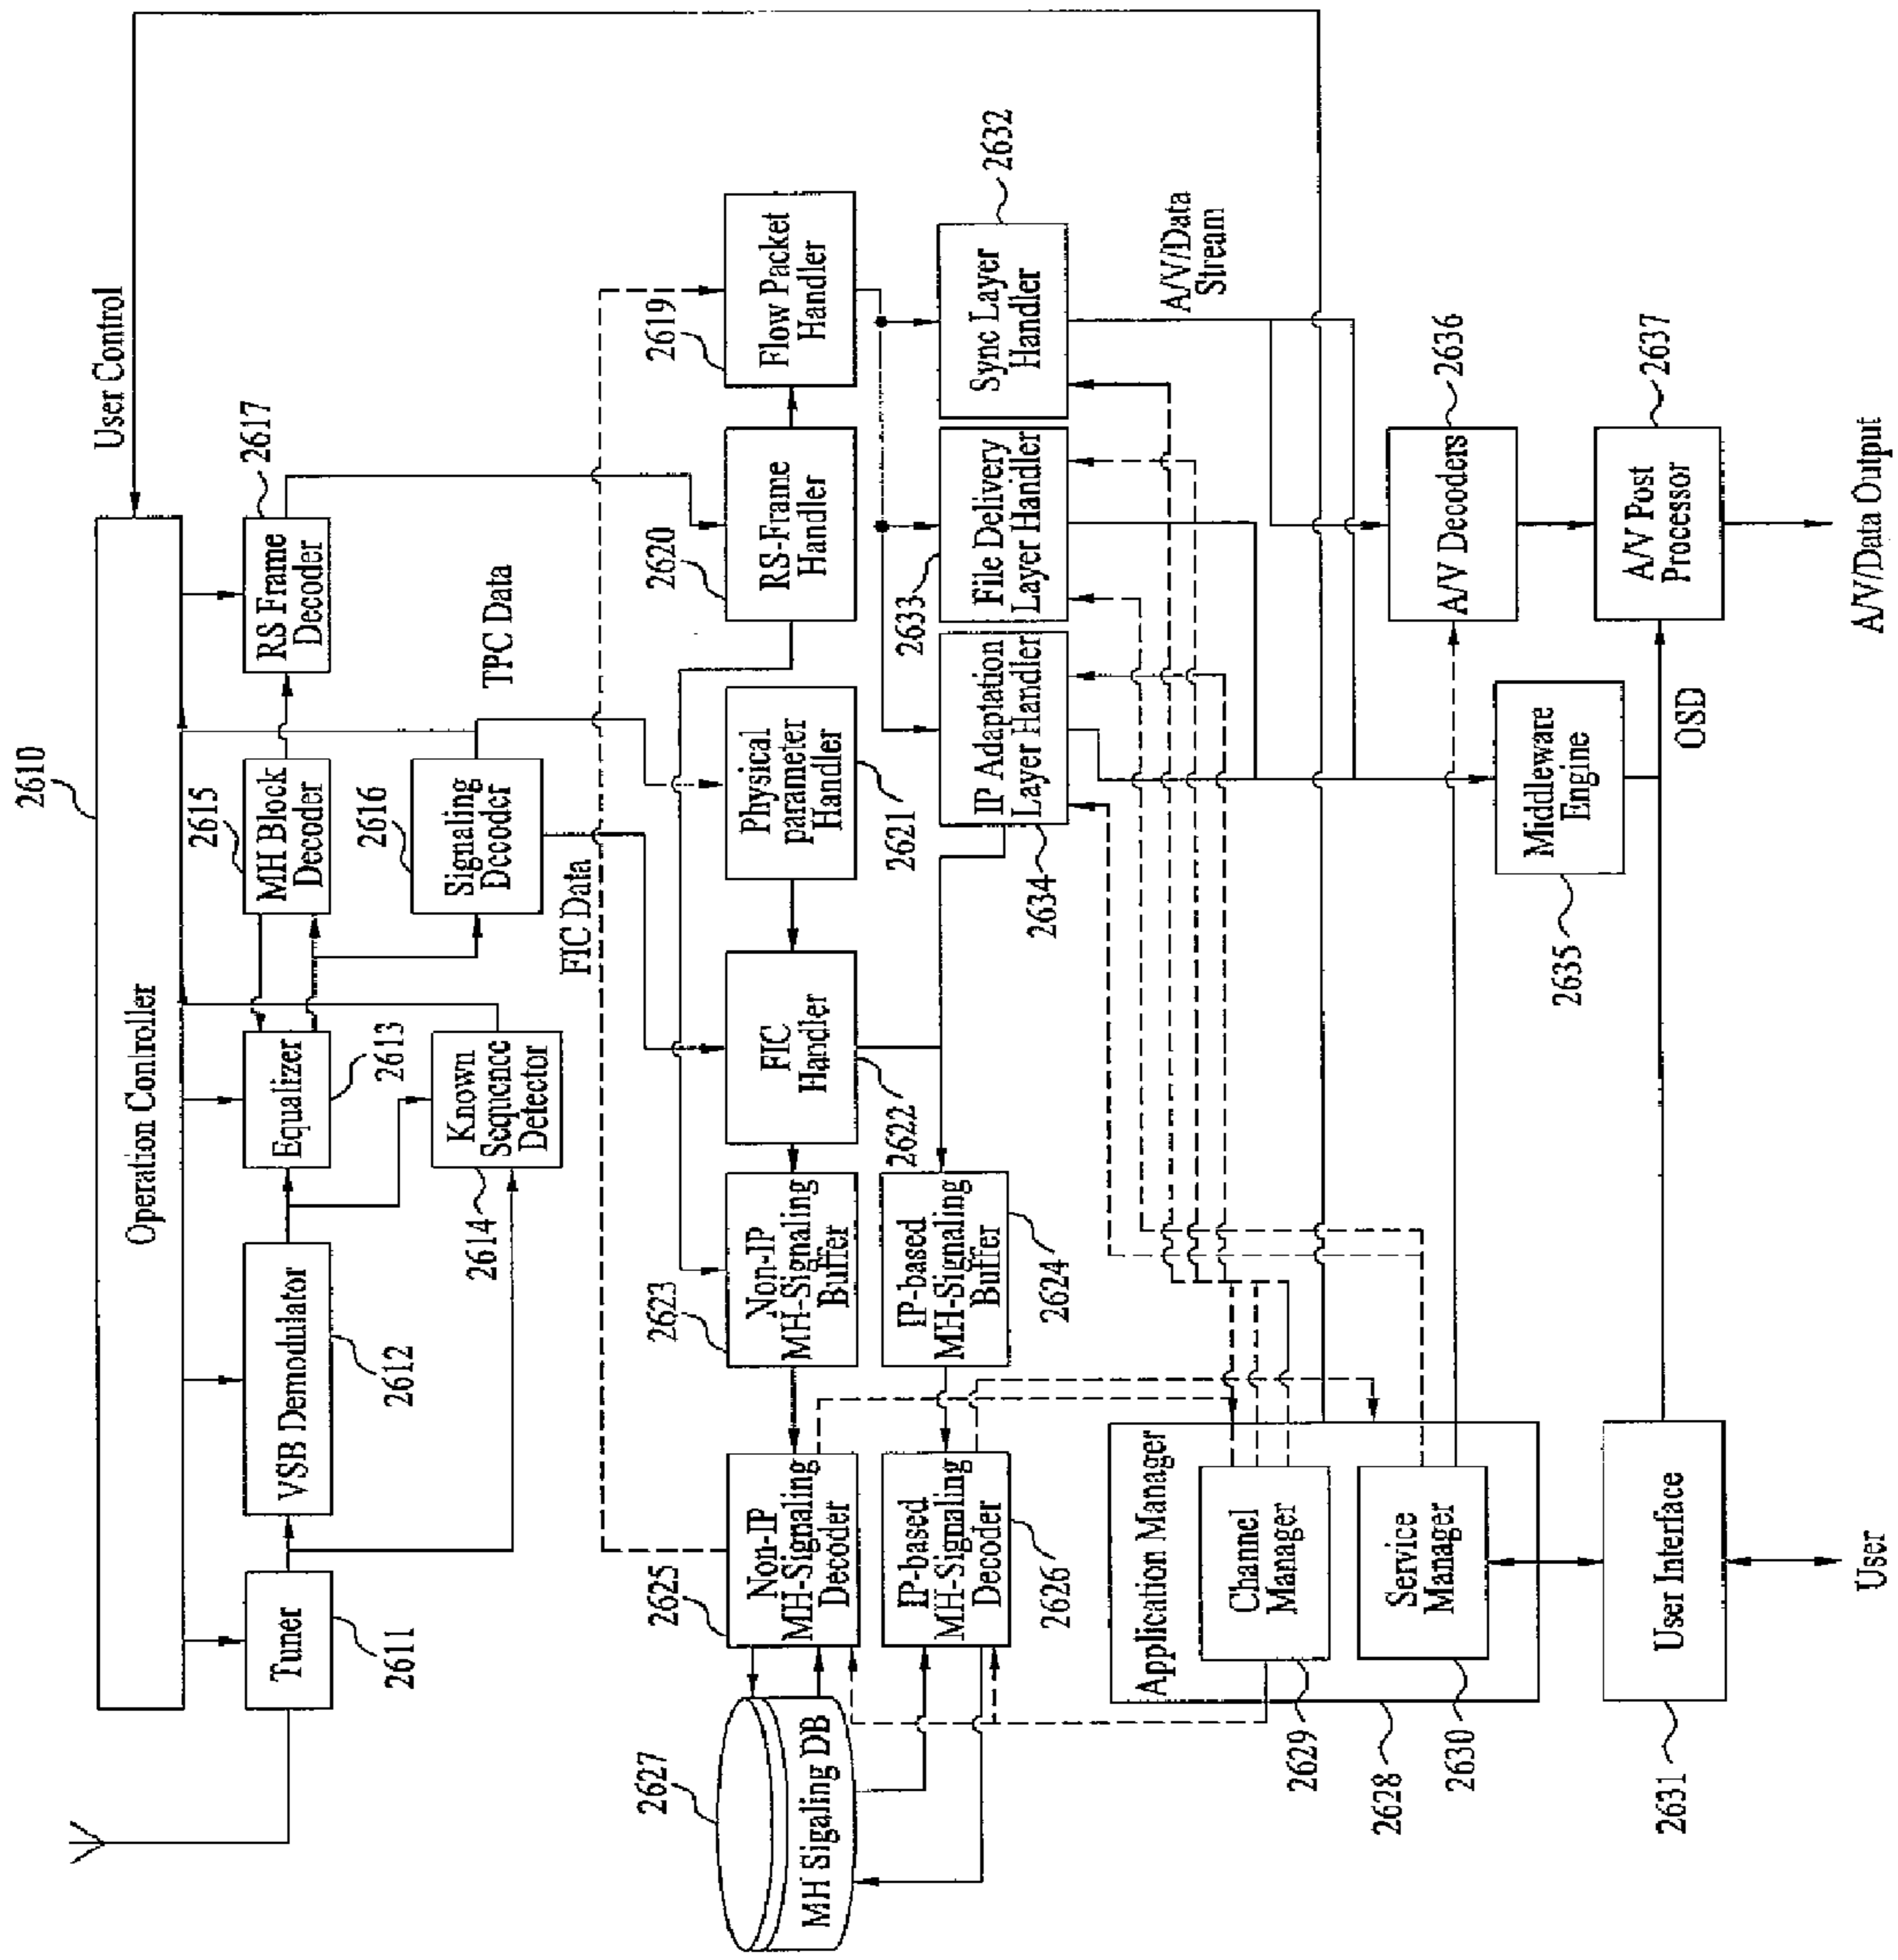 2610
Operation Controller
User Control
Tuner
2611
VSB Demodulator
2612
Equalizer
2613
Known
Sequence
Detector
2614
MH Block
Decoder
2615
Signaling
Decoder
2616
RS Frame
Decoder
2617
TPC Data
FIC Data
2627
MH Sigaling DB
2625
Non-IP
MH-Signaling
Decoder
2623
Non-IP
MH-Signaling
Buffer
FIC
Handler
2622
Physical
parameter
Handler
2621
2620
RS-Frame
Handler
2619
Flow Packet
Handler
IP-based
MH-Signaling
Decoder
2626
IP-based
MH-Signaling
Buffer
2624
IP Adaptation
Layer Handler
2634
2633
File Delivery
Layer Handler
Sync Layer
Handler
2632
A/V/Data
Stream
Application Manager
Channel
Manager
2629
2628
Service
Manager
2630
User Interface
2631
User
Middleware
Engine
2635
OSD
A/V Decoders
2636
A/V Post
Processor
2637
A/V/Data Output